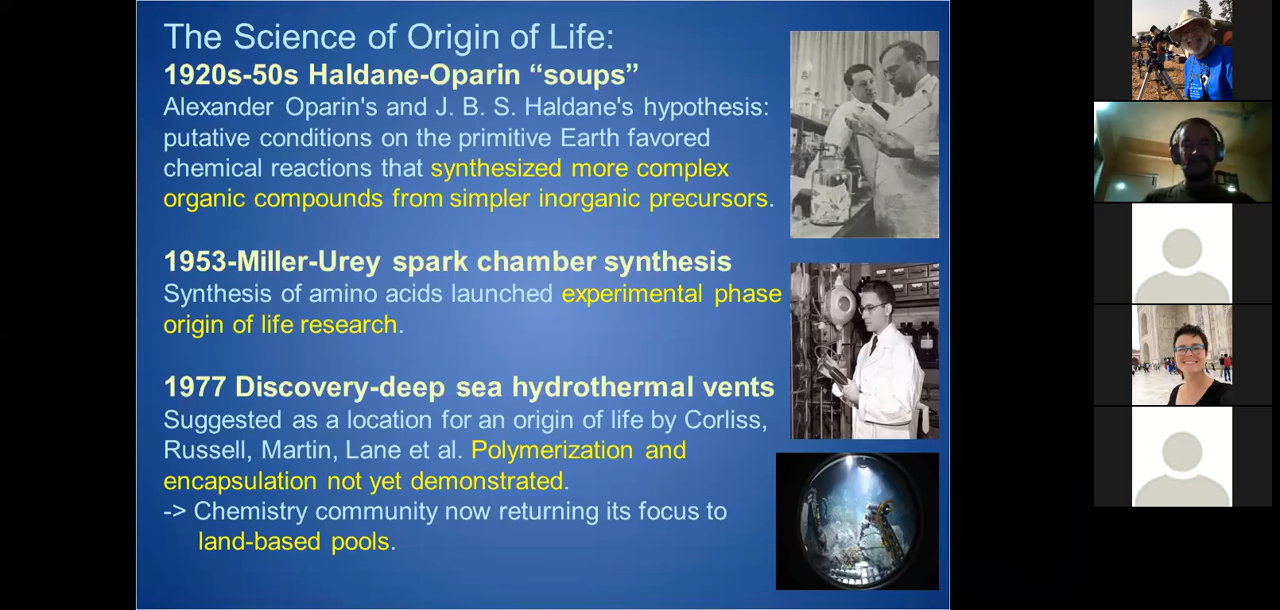 The Science of Origin of Life:
1920s-50s Haldane-Oparin “soups”
Alexander Oparin's and J. B. S. Haldane's hypothesis:
putative conditions on the primitive Earth favored
chemical reactions that synthesized more complex
organic compounds from simpler inorganic precursors.
1953-Miller-Urey spark chamber synthesis
Synthesis of amino acids launched experimental phase
origin of life research.
1977 Discovery-deep sea hydrothermal vents
Suggested as a location for an origin of life by Corliss,
Russell, Martin, Lane et al. Polymerization and
encapsulation not yet demonstrated.
-> Chemistry community now returning its focus to
land-based pools.